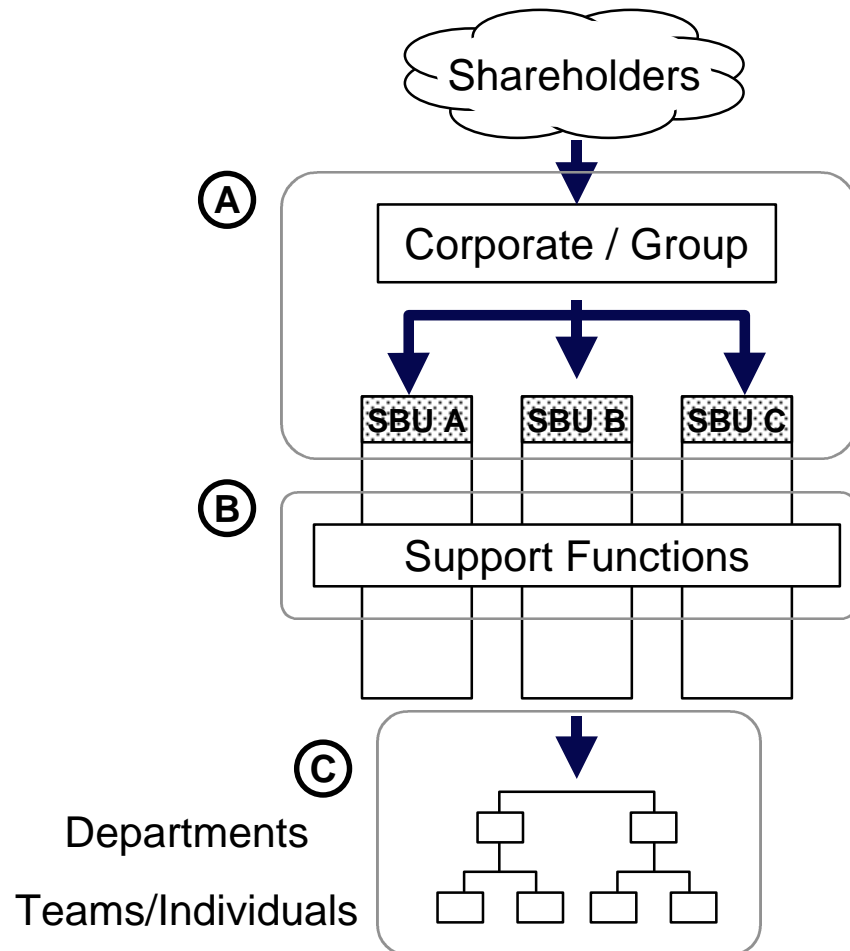 Shareholders
A
Corporate / Group
SBU A SBU B SBU C
B
Support Functions
C
Departments
Teams/Individuals